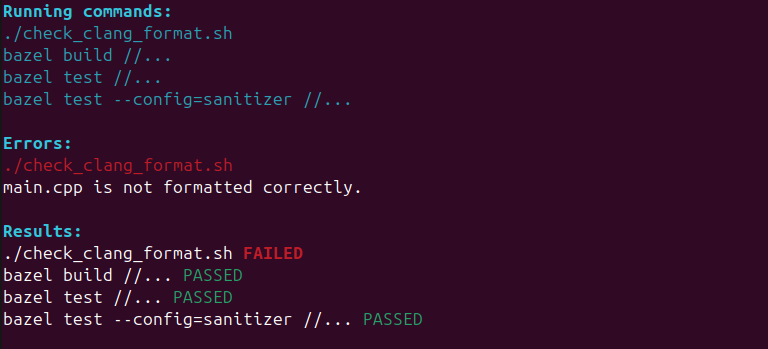 Running commands:
./check_clang_format.sh
bazel build //...
bazel test //...
bazel test --config=sanitizer //...
Errors:
./check_clang_format.sh
main.cpp is not formatted correctly.
Results:
./check_clang_format.sh FAILED
bazel build //... PASSED
bazel test //... PASSED
bazel test --config=sanitizer //... PASSED